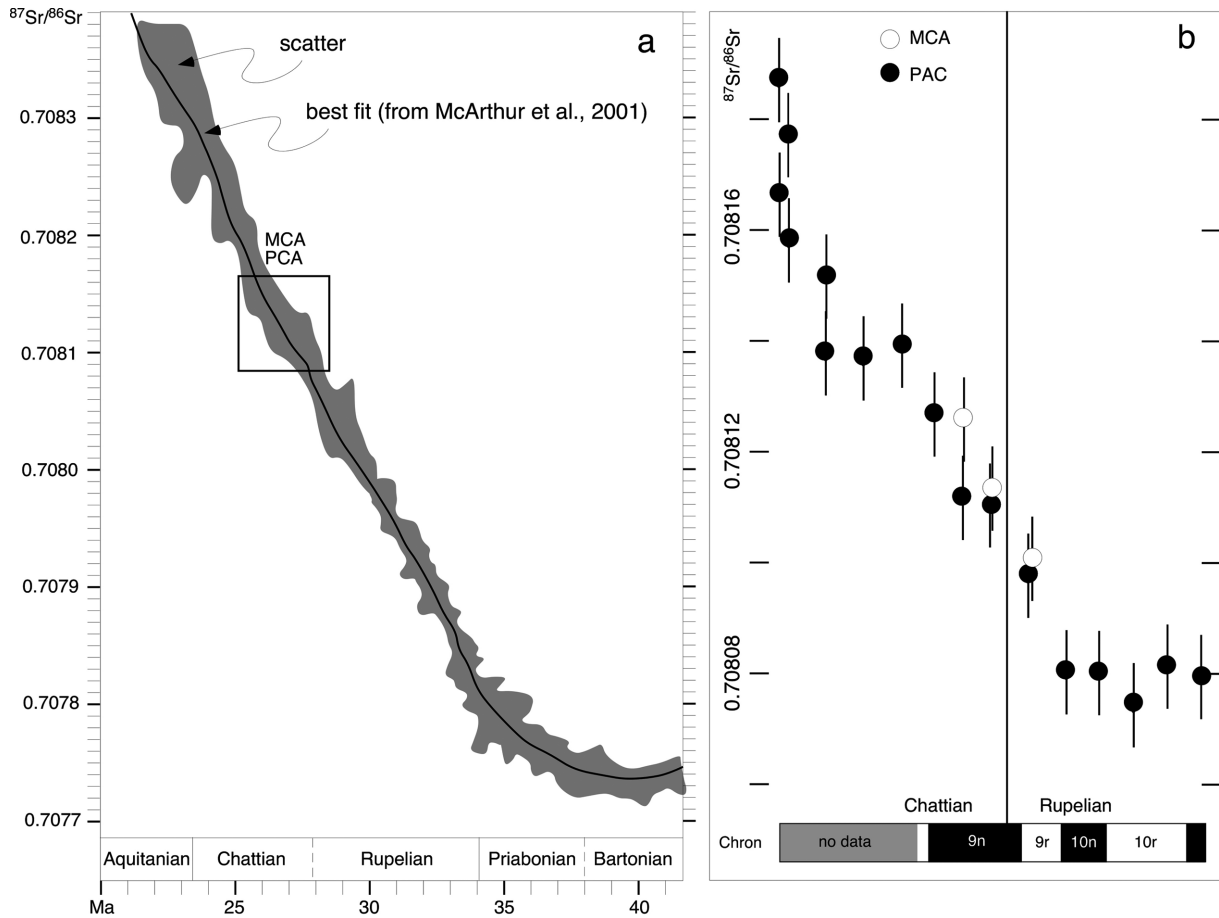 ⁸⁷Sr/⁸⁶Sr
a
scatter
best fit (from McArthur et al., 2001)
0.7083
0.7082
MCA
PCA
0.7081
0.7080
0.7079
0.7078
0.7077
Aquitanian Chattian Rupelian Priabonian Bartonian
Ma 25 30 35 40
⁸⁷Sr/⁸⁶Sr
b
MCA
PAC
0.70816
0.70812
0.70808
Chattian Rupelian
Chron no data 9n 9r 10n 10r